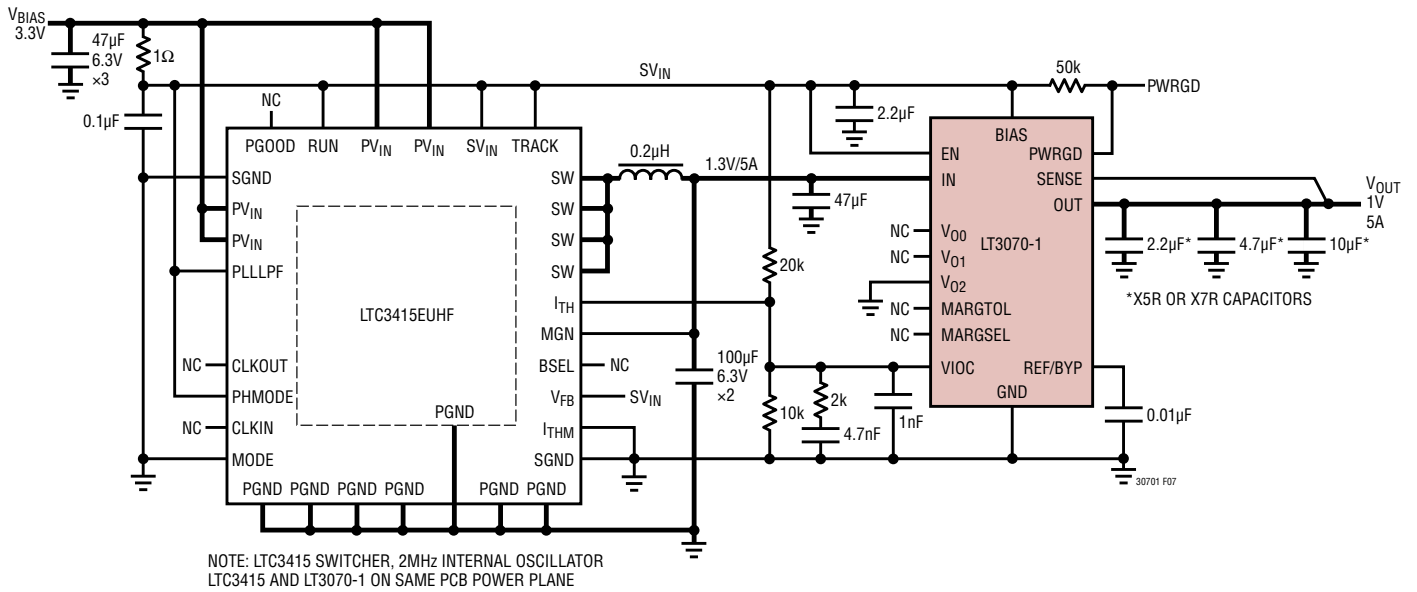 VBIAS
3.3V
47µF
6.3V
×3
1Ω
0.1µF
NC
SVIN
50k
PWRGD
2.2µF
PGOOD RUN PVIN PVIN SVIN TRACK
SGND
PVIN
PVIN
PLLLPF
NC CLKOUT
PHMODE
NC CLKIN
MODE
LTC3415EUHF
PGND
SW
SW
SW
SW
ITH
MGN
BSEL NC
VFB SVIN
ITHM
SGND
PGND PGND PGND PGND PGND PGND
0.2µH
1.3V/5A
47µF
20k
100µF
6.3V
×2
10k
2k
4.7nF
1nF
BIAS
EN
PWRGD
IN
SENSE
OUT
NC VO0
LT3070-1
NC VO1
VO2
NC MARGTOL
NC MARGSEL
VIOC
REF/BYP
GND
0.01µF
VOUT
1V
5A
2.2µF* 4.7µF* 10µF*
*X5R OR X7R CAPACITORS
30701 F07
NOTE: LTC3415 SWITCHER, 2MHz INTERNAL OSCILLATOR
LTC3415 AND LT3070-1 ON SAME PCB POWER PLANE